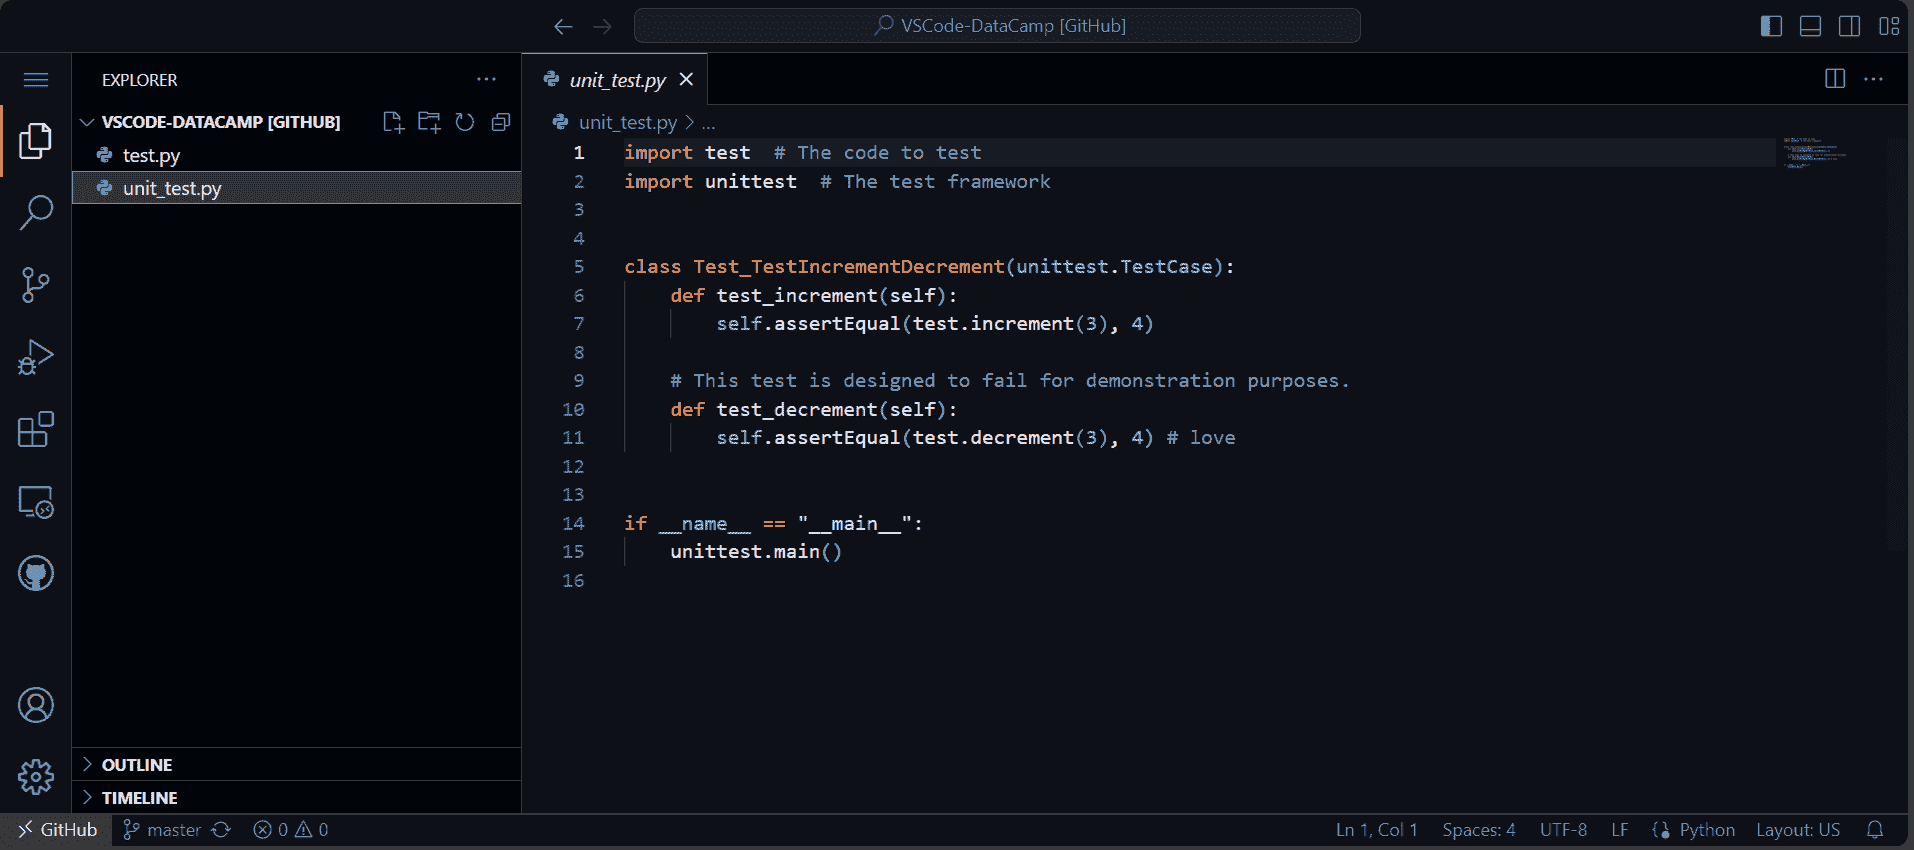 VSCode-DataCamp [GitHub]
EXPLORER
VSCODE-DATACAMP [GITHUB]
test.py
unit_test.py
OUTLINE
TIMELINE
unit_test.py
unit_test.py > ...
1 import test  # The code to test
2 import unittest  # The test framework
3
4
5 class Test_TestIncrementDecrement(unittest.TestCase):
6     def test_increment(self):
7         self.assertEqual(test.increment(3), 4)
8
9     # This test is designed to fail for demonstration purposes.
10     def test_decrement(self):
11         self.assertEqual(test.decrement(3), 4) # love
12
13
14 if __name__ == "__main__":
15     unittest.main()
16
GitHub master 0 0 Ln 1, Col 1 Spaces: 4 UTF-8 LF Python Layout: US